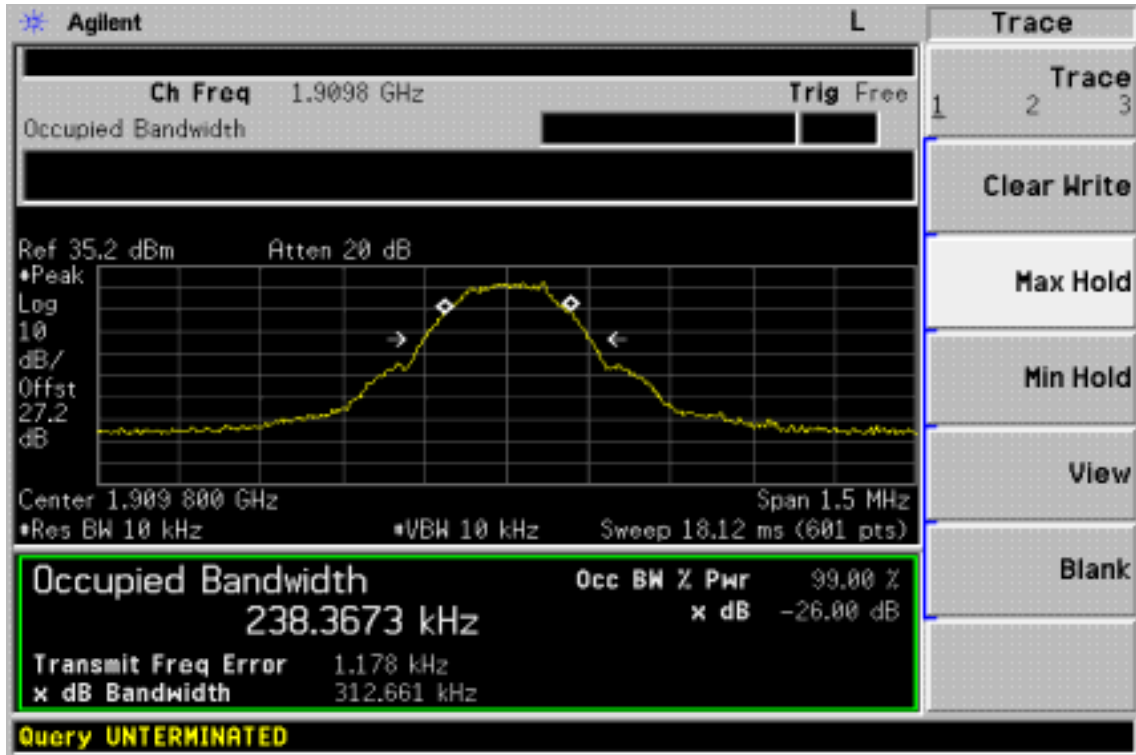 Agilent L Trace
Ch Freq 1.9098 GHz Trig Free
Occupied Bandwidth
Trace
1 2 3
Clear Write
Ref 35.2 dBm Atten 20 dB
•Peak
Log
10
dB/
Offst
27.2
dB
Max Hold
Min Hold
View
Center 1.909 800 GHz Span 1.5 MHz
•Res BW 10 kHz •VBW 10 kHz Sweep 18.12 ms (601 pts)
Blank
Occupied Bandwidth Occ BW % Pwr 99.00 %
238.3673 kHz x dB -26.00 dB
Transmit Freq Error 1.178 kHz
x dB Bandwidth 312.661 kHz
Query UNTERMINATED